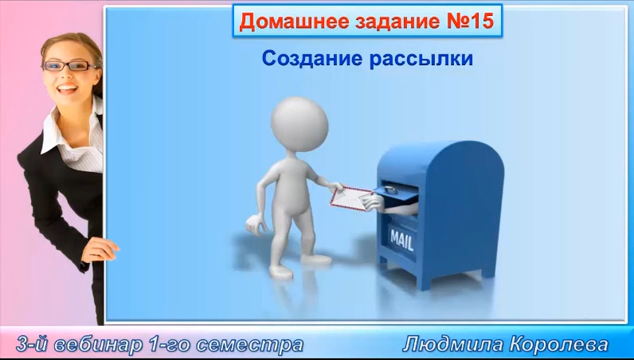 Домашнее задание №15
Создание рассылки
MAIL
3-й вебинар 1-го семестра
Людмила Королева